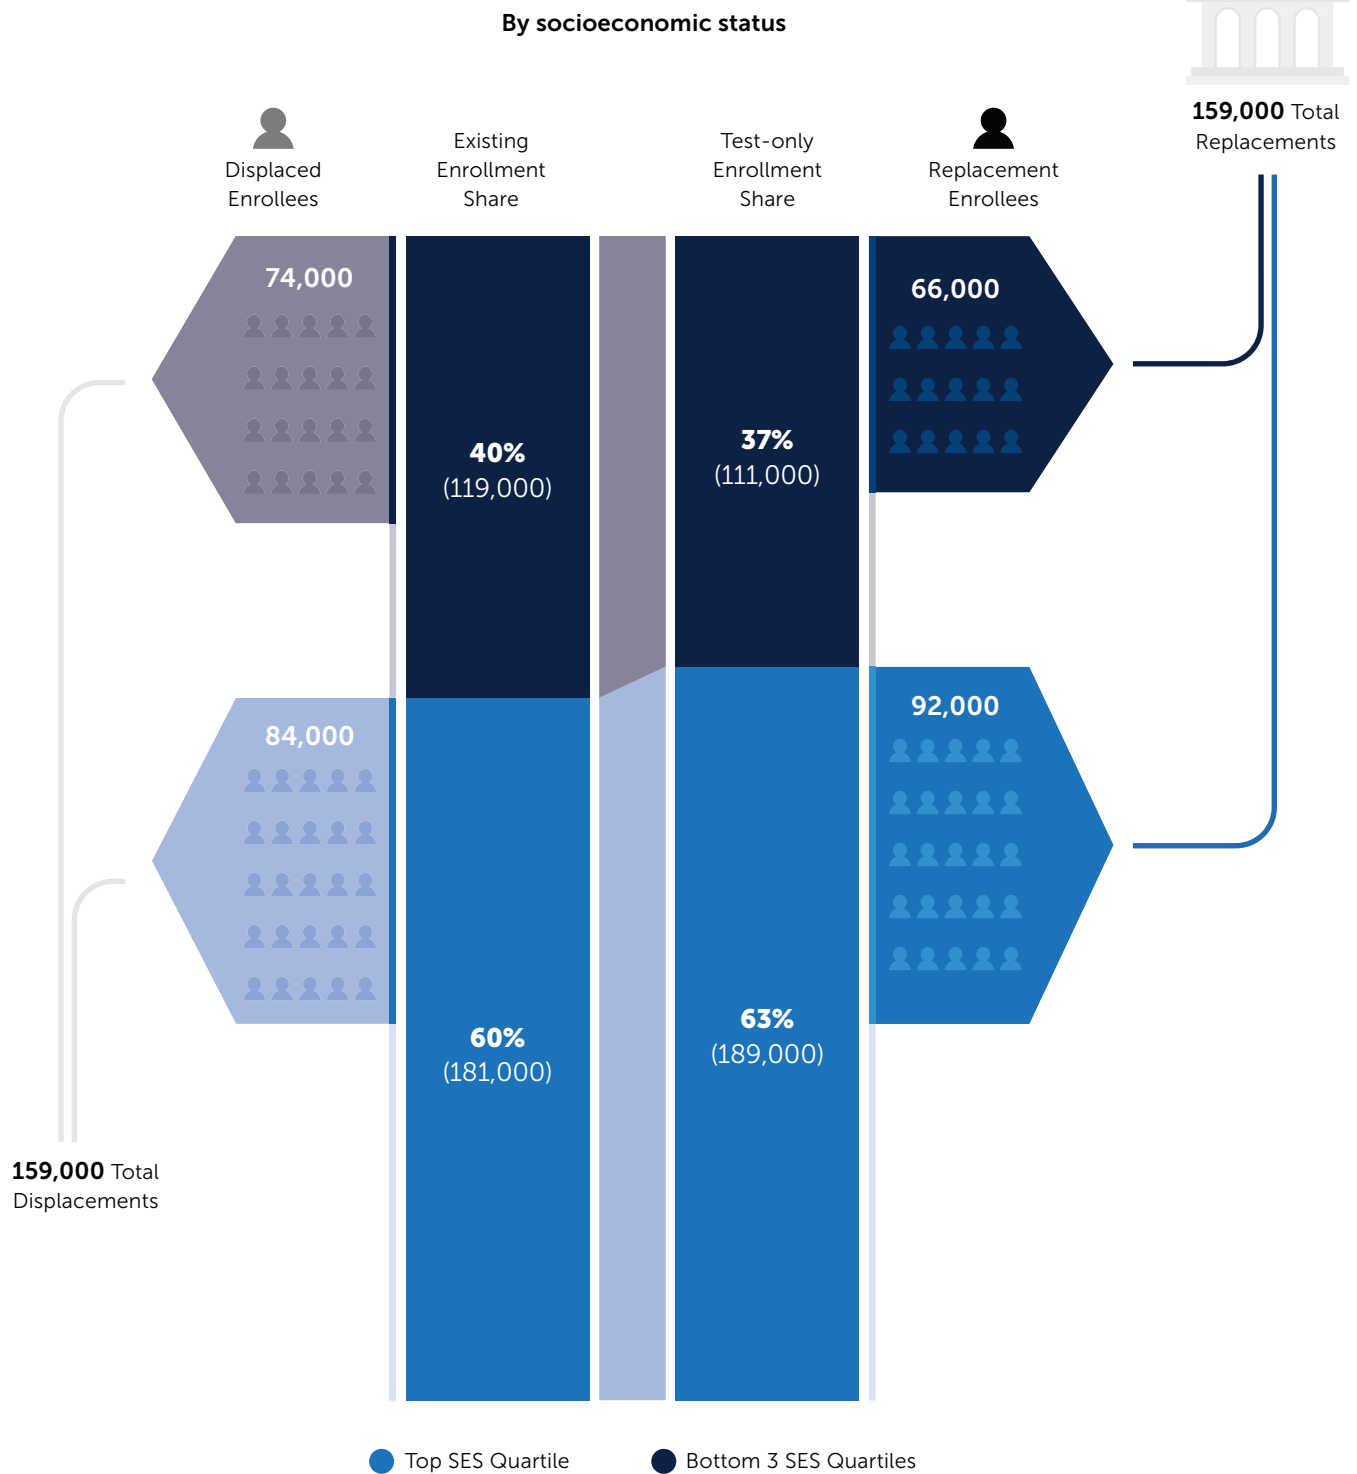 By socioeconomic status
159,000 Total
Replacements
Displaced
Enrollees
Existing
Enrollment
Share
Test-only
Enrollment
Share
Replacement
Enrollees
74,000
66,000
40%
(119,000)
37%
(111,000)
84,000
92,000
60%
(181,000)
63%
(189,000)
159,000 Total
Displacements
Top SES Quartile
Bottom 3 SES Quartiles